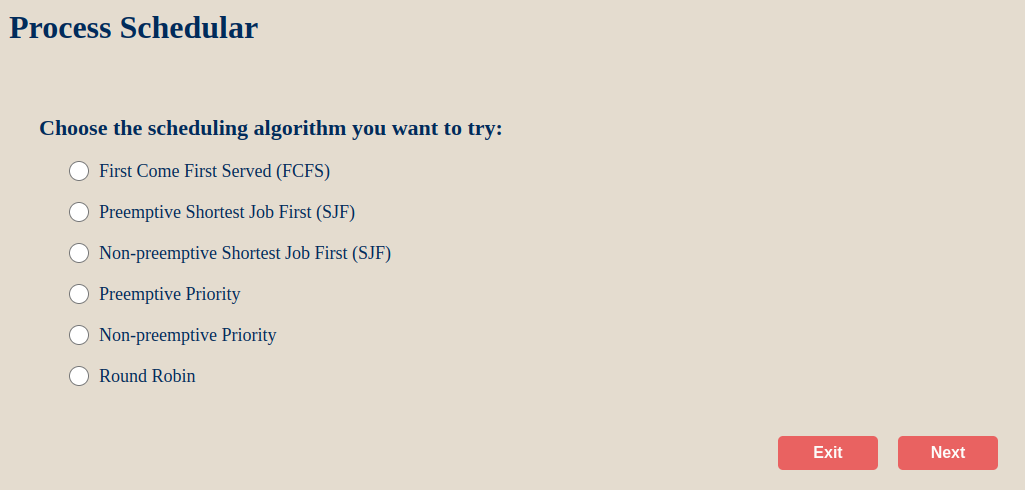 Process Schedular
Choose the scheduling algorithm you want to try:
First Come First Served (FCFS)
Preemptive Shortest Job First (SJF)
Non-preemptive Shortest Job First (SJF)
Preemptive Priority
Non-preemptive Priority
Round Robin
Exit
Next